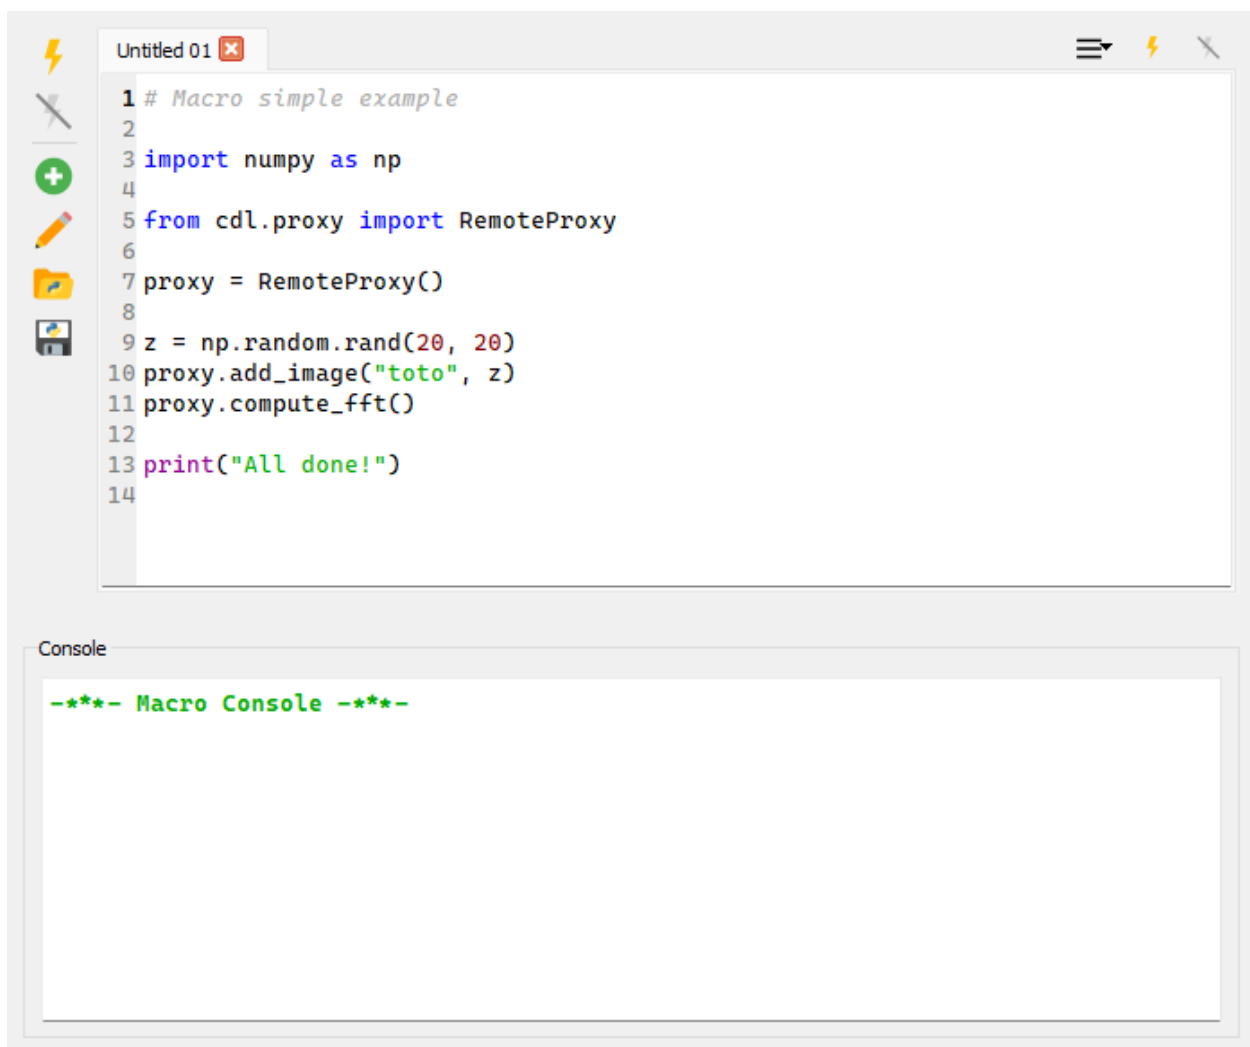 Untitled 01
1 # Macro simple example
2
3 import numpy as np
4
5 from cdl.proxy import RemoteProxy
6
7 proxy = RemoteProxy()
8
9 z = np.random.rand(20, 20)
10 proxy.add_image("toto", z)
11 proxy.compute_fft()
12
13 print("All done!")
14
Console
-***- Macro Console -***-